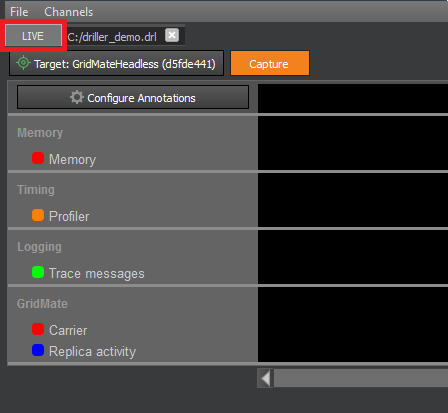 File Channels
LIVE C:/driller_demo.drl
Target: GridMateHeadless (d5fde441) Capture
Configure Annotations
Memory
Memory
Timing
Profiler
Logging
Trace messages
GridMate
Carrier
Replica activity